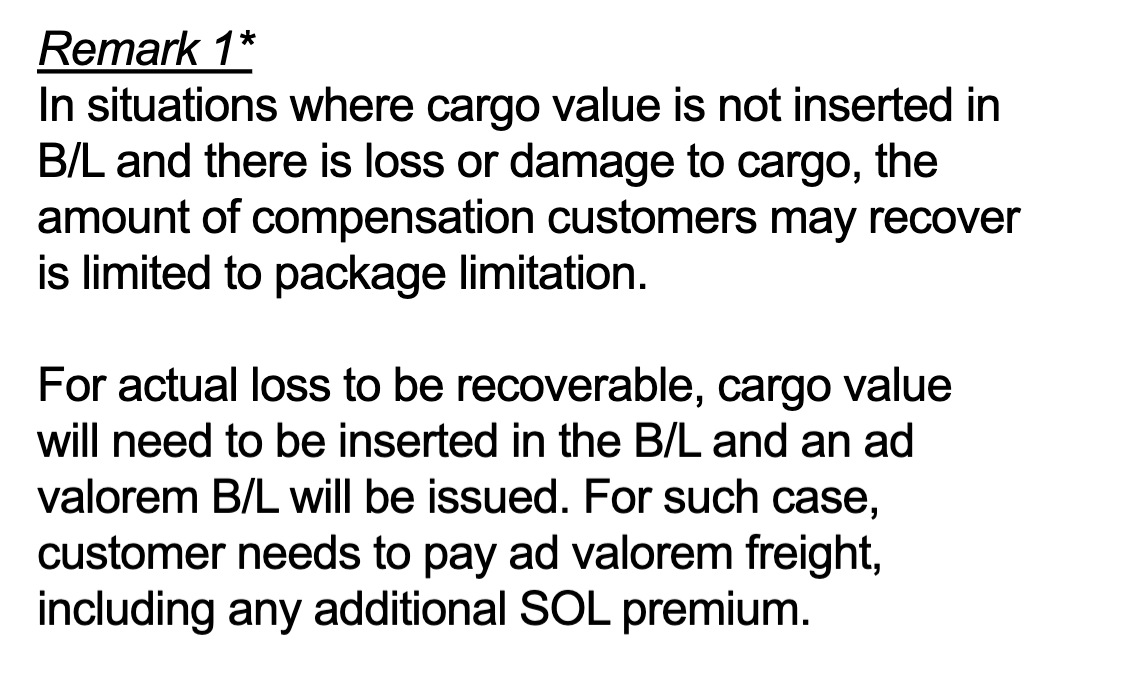 Remark 1*
In situations where cargo value is not inserted in
B/L and there is loss or damage to cargo, the
amount of compensation customers may recover
is limited to package limitation.
For actual loss to be recoverable, cargo value
will need to be inserted in the B/L and an ad
valorem B/L will be issued. For such case,
customer needs to pay ad valorem freight,
including any additional SOL premium.